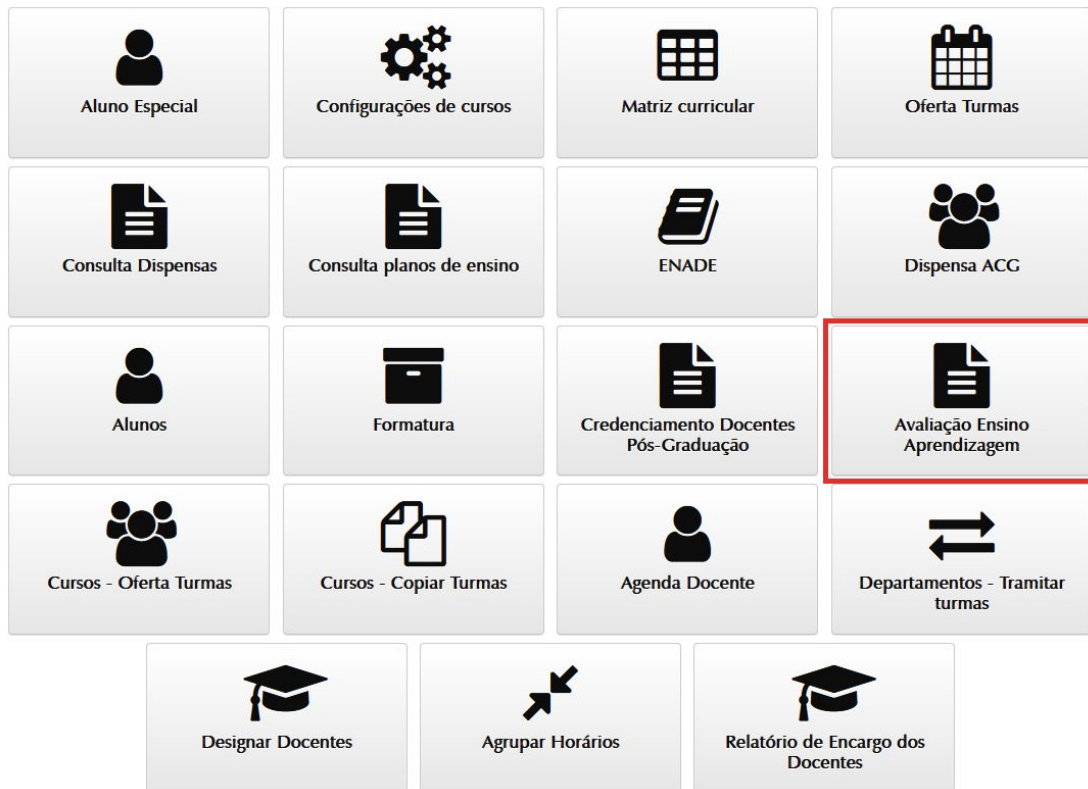 Aluno Especial
Configurações de cursos
Matriz curricular
Oferta Turmas
Consulta Dispensas
Consulta planos de ensino
ENADE
Dispensa ACG
Alunos
Formatura
Credenciamento Docentes
Pós-Graduação
Avaliação Ensino
Aprendizagem
Cursos - Oferta Turmas
Cursos - Copiar Turmas
Agenda Docente
Departamentos - Tramitar
turmas
Designar Docentes
Agrupar Horários
Relatório de Encargo dos
Docentes